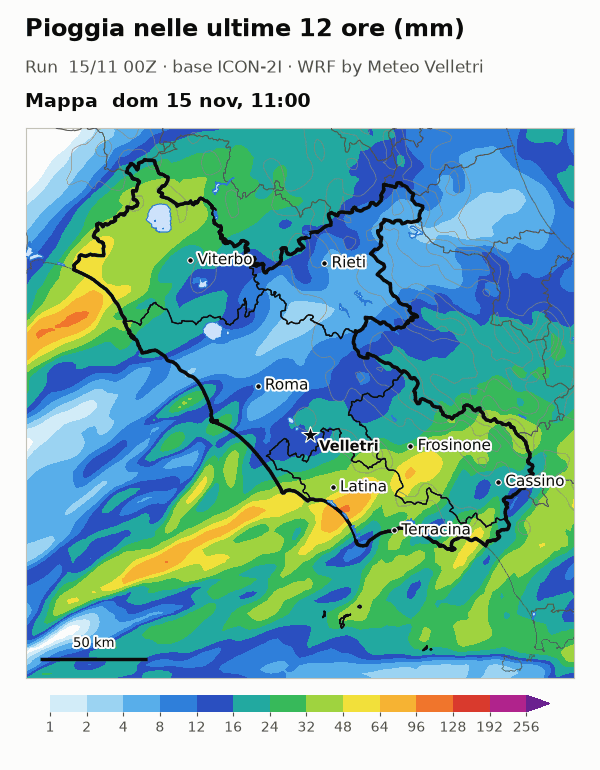 Pioggia nelle ultime 12 ore (mm)
Run  15/11 00Z · base ICON-2I · WRF by Meteo Velletri
Mappa  dom 15 nov, 11:00
Viterbo
Rieti
Roma
Velletri
Frosinone
Latina
Cassino
Terracina
50 km
1 2 4 8 12 16 24 32 48 64 96 128 192 256